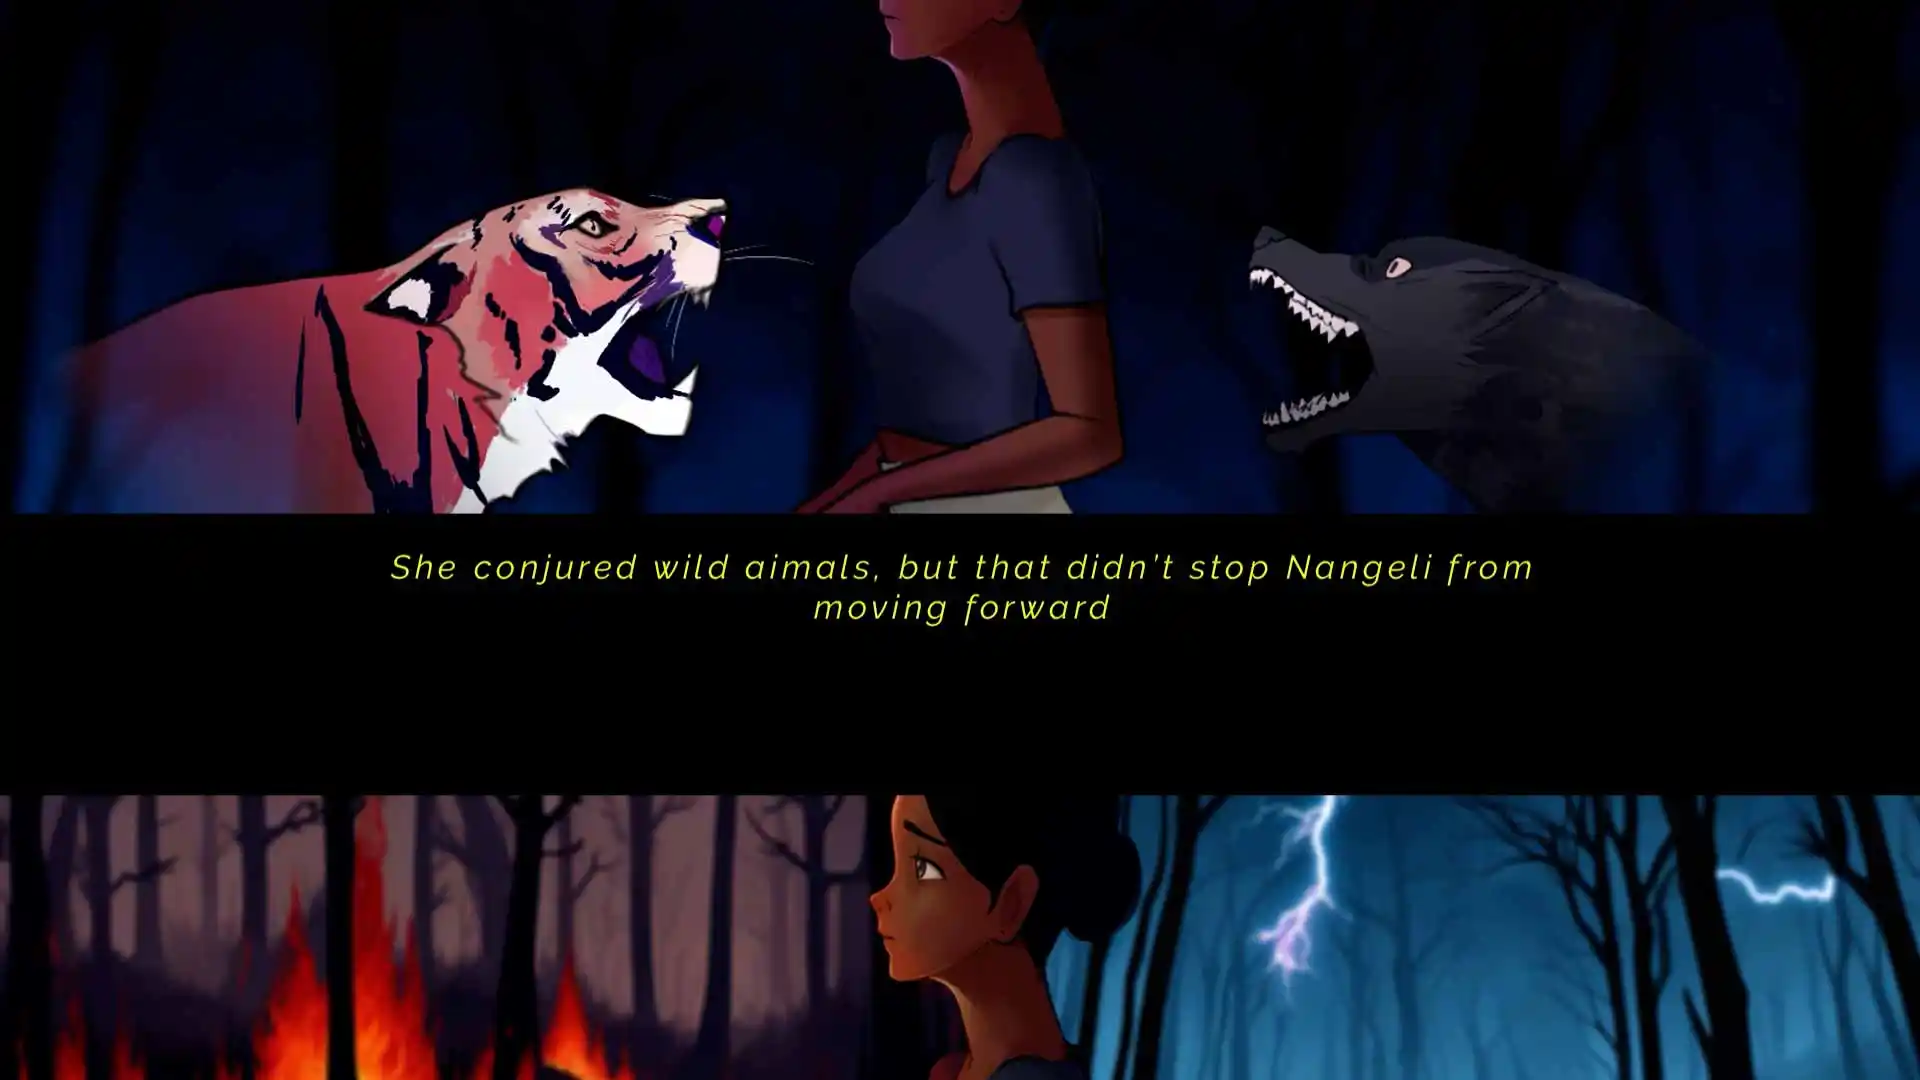 She conjured wild aimals, but that didn't stop Nangeli from
moving forward